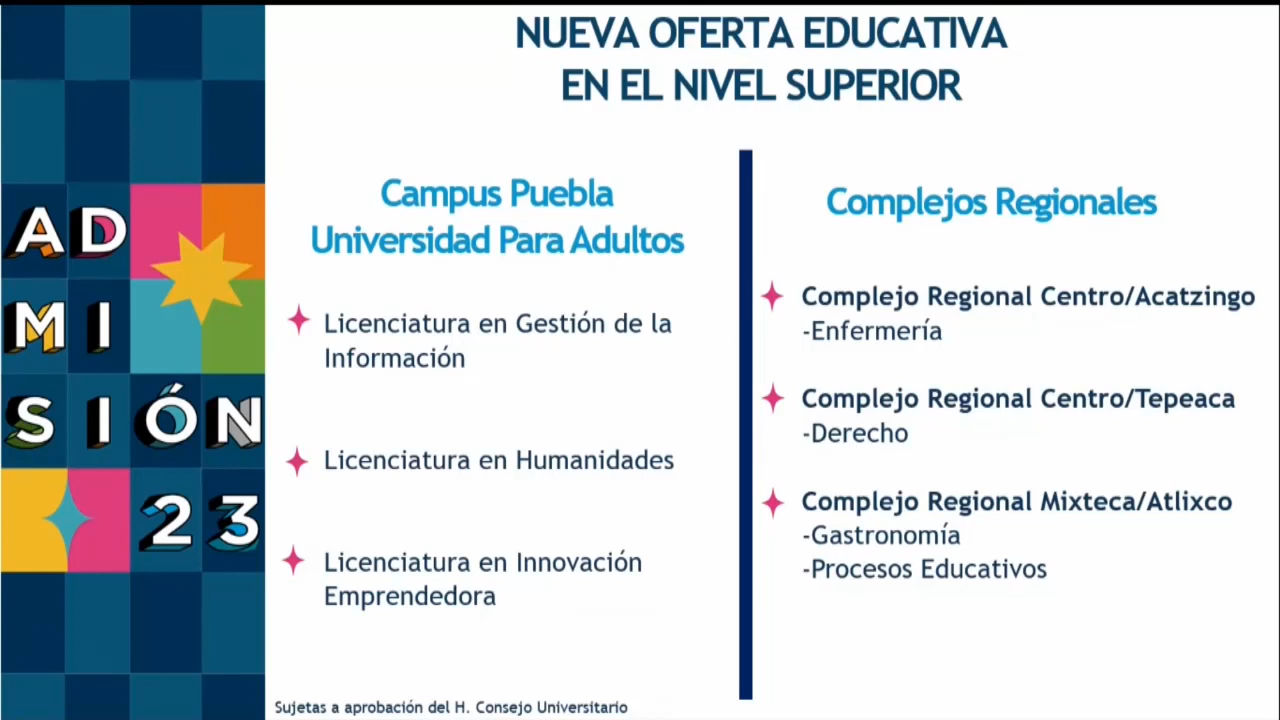 AD
MI
SIÓN
23
NUEVA OFERTA EDUCATIVA
EN EL NIVEL SUPERIOR
Campus Puebla
Universidad Para Adultos
Licenciatura en Gestión de la
Información
Licenciatura en Humanidades
Licenciatura en Innovación
Emprendedora
Complejos Regionales
Complejo Regional Centro/Acatzingo
-Enfermería
Complejo Regional Centro/Tepeaca
-Derecho
Complejo Regional Mixteca/Atlixco
-Gastronomía
-Procesos Educativos
Sujetas a aprobación del H. Consejo Universitario